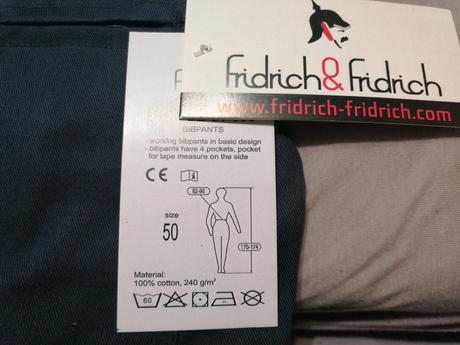 Fridrich & Fridrich
www.fridrich-fridrich.com
BIBPANTS
- working bibpants in basic design
- bibpants have 4 pockets, pocket
for tape measure on the side
CE
i
82-90
size
50
170-174
Material:
100% cotton, 240 g/m²
60